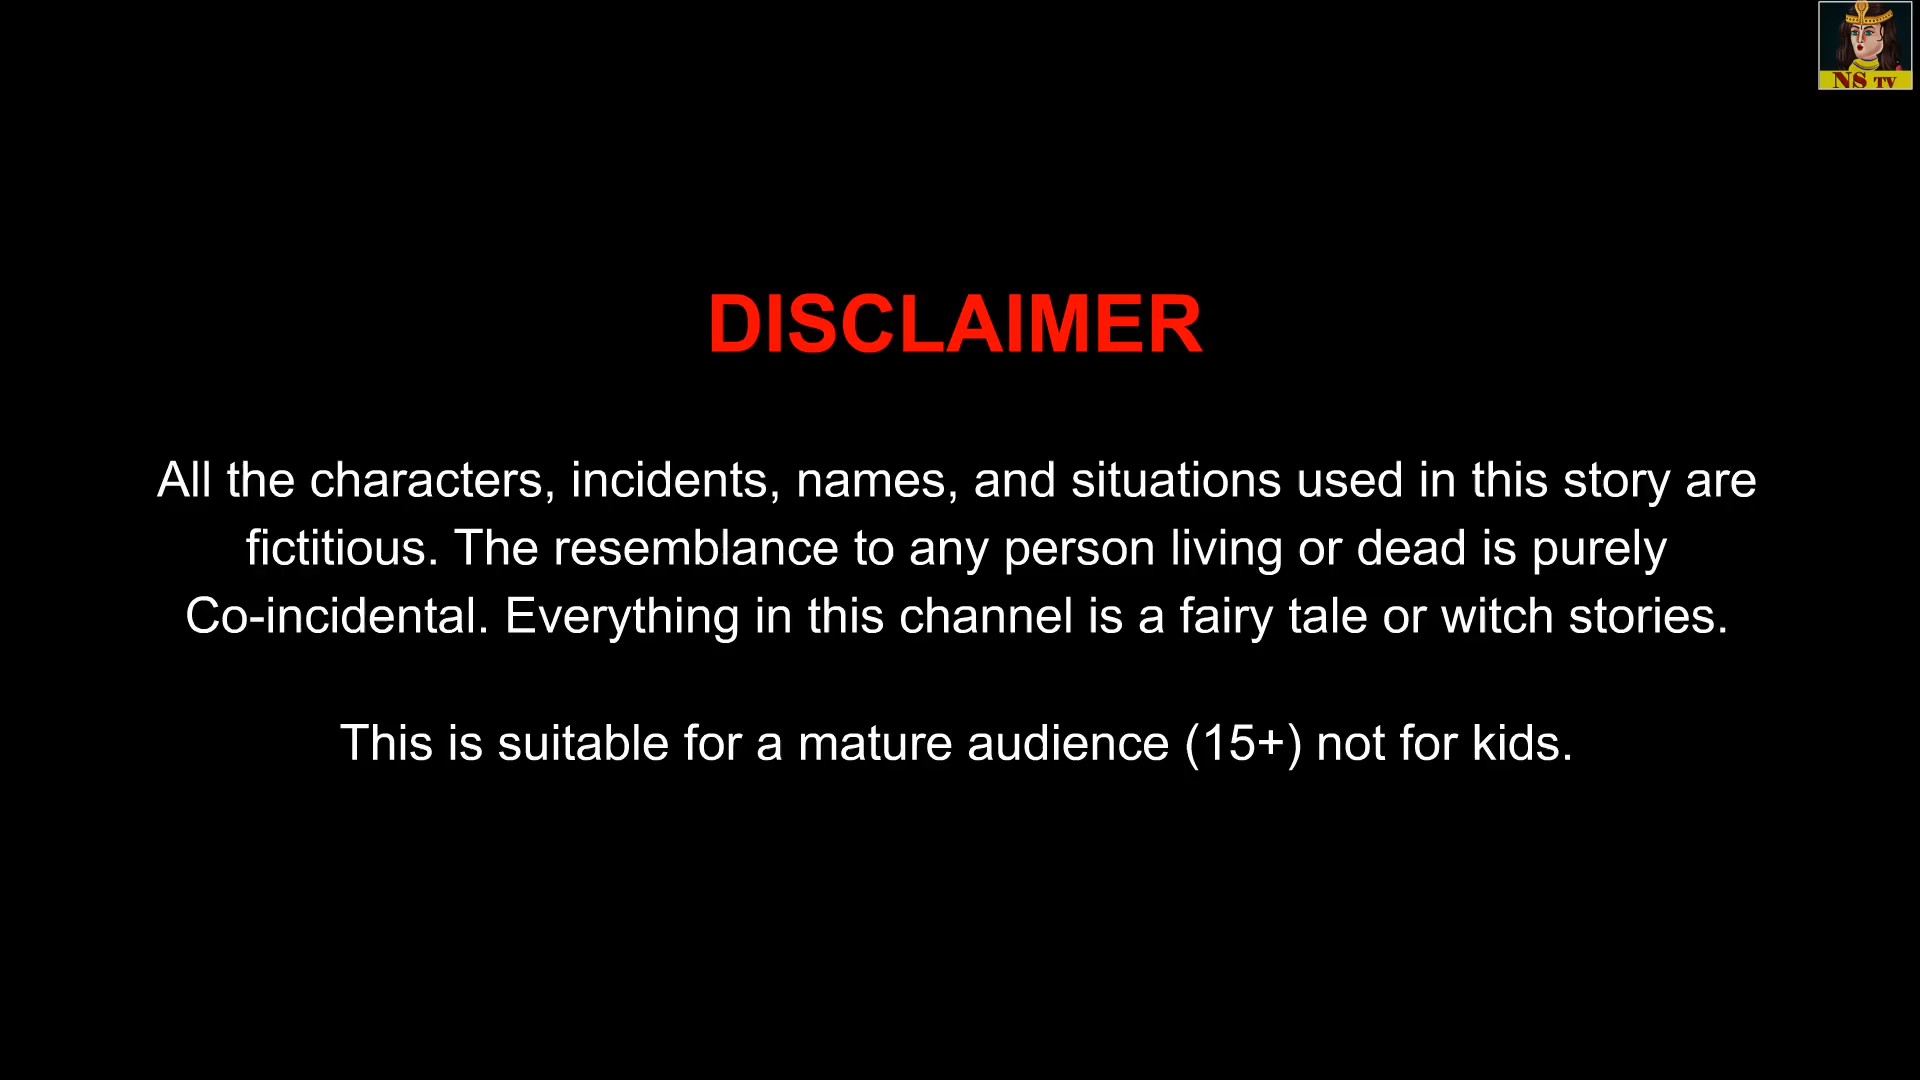 NS TV
DISCLAIMER
All the characters, incidents, names, and situations used in this story are
fictitious. The resemblance to any person living or dead is purely
Co-incidental. Everything in this channel is a fairy tale or witch stories.
This is suitable for a mature audience (15+) not for kids.